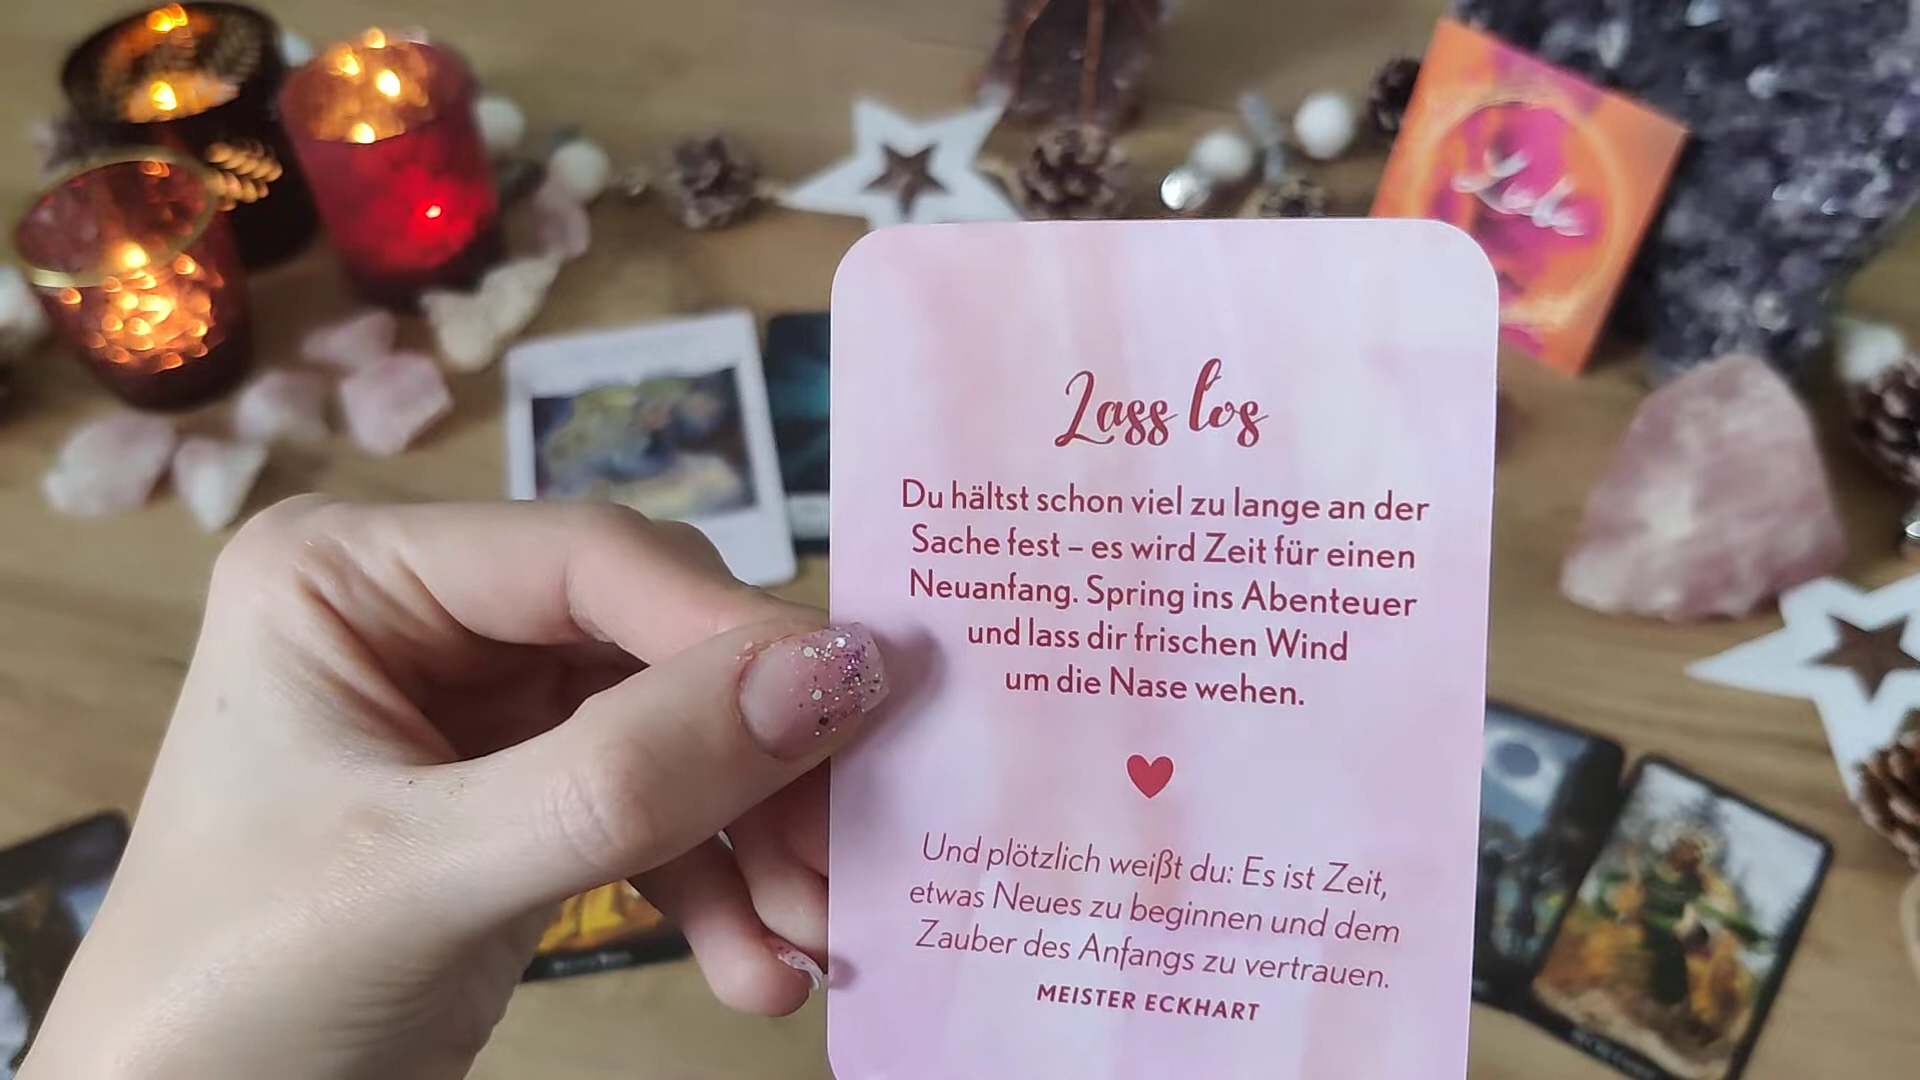 Liebe
Lass los
Du hältst schon viel zu lange an der
Sache fest – es wird Zeit für einen
Neuanfang. Spring ins Abenteuer
und lass dir frischen Wind
um die Nase wehen.
Und plötzlich weißt du: Es ist Zeit,
etwas Neues zu beginnen und dem
Zauber des Anfangs zu vertrauen.
MEISTER ECKHART